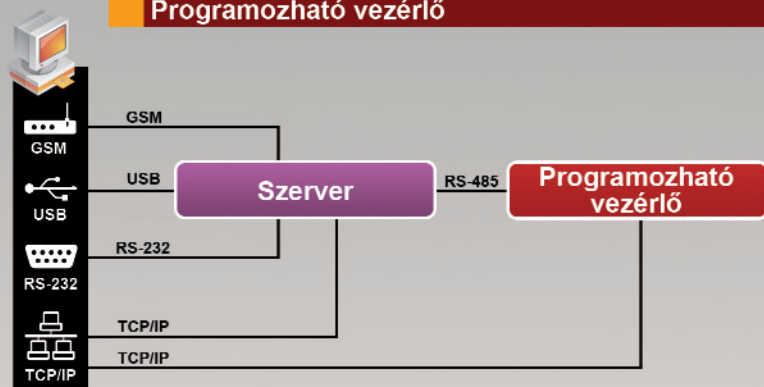 Programozható vezérlő
GSM
GSM
USB
USB
Szerver
RS-485
Programozható
vezérlő
RS-232
RS-232
TCP/IP
TCP/IP
TCP/IP